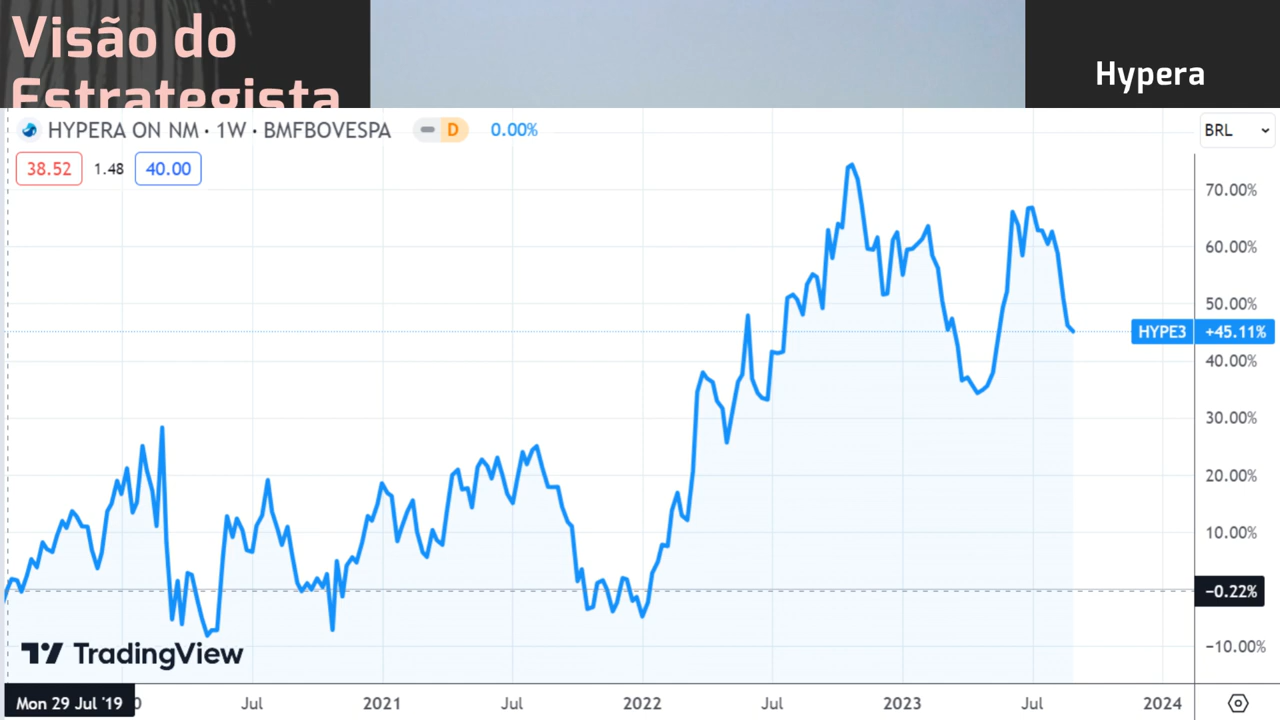 Visão do
Estrategista
Hypera
HYPERA ON NM · 1W · BMFBOVESPA
D
0.00%
BRL
38.52
1.48
40.00
70.00%
60.00%
50.00%
HYPE3
+45.11%
40.00%
30.00%
20.00%
10.00%
−0.22%
−10.00%
TradingView
Mon 29 Jul '19
0
Jul
2021
Jul
2022
Jul
2023
Jul
2024